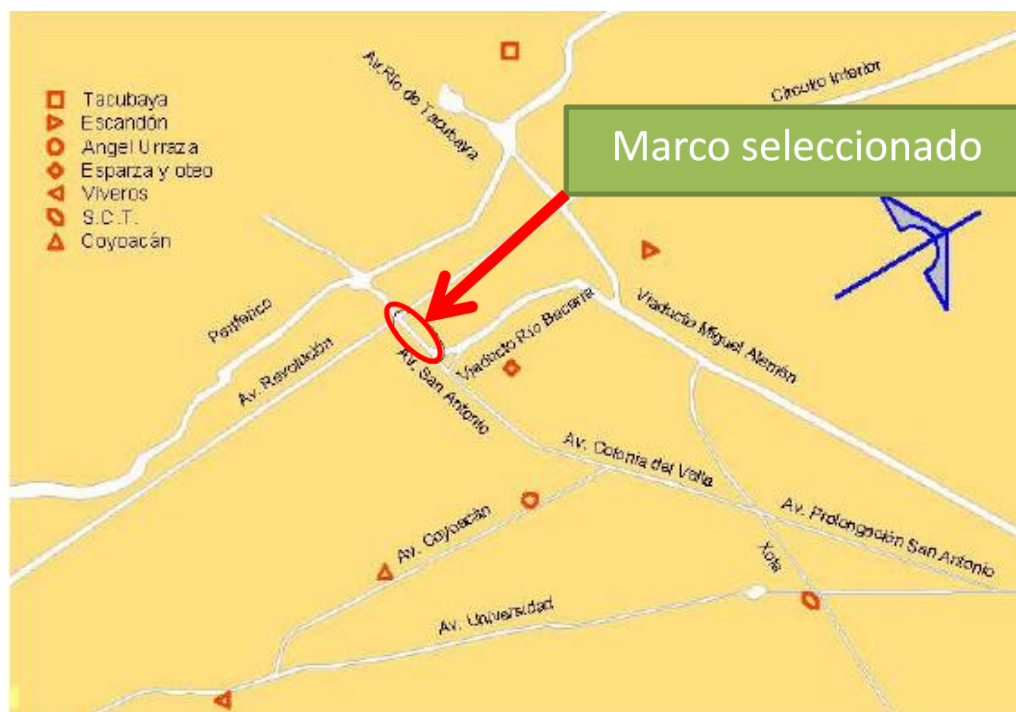 Tacubaya
Escandón
Angel Urraza
Esparza y oteo
Viveros
S.C.T.
Coyoacán
Av. Río de Tacubaya
Circuito Interior
Marco seleccionado
Periferico
Av. Revolución
Av. San Antonio
Viaducto Río Becerra
Viaducto Miguel Alemán
Av. Colonia del Valle
Av. Coyoacán
Av. Prolongación San Antonio
Xola
Av. Universidad